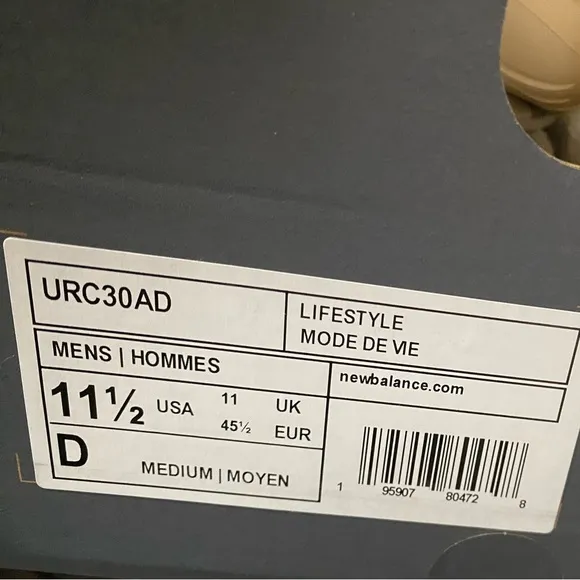 URC30AD
LIFESTYLE
MODE DE VIE
MENS | HOMMES
newbalance.com
11½ USA 11 UK
45½ EUR
D MEDIUM | MOYEN
1 95907 80472 8